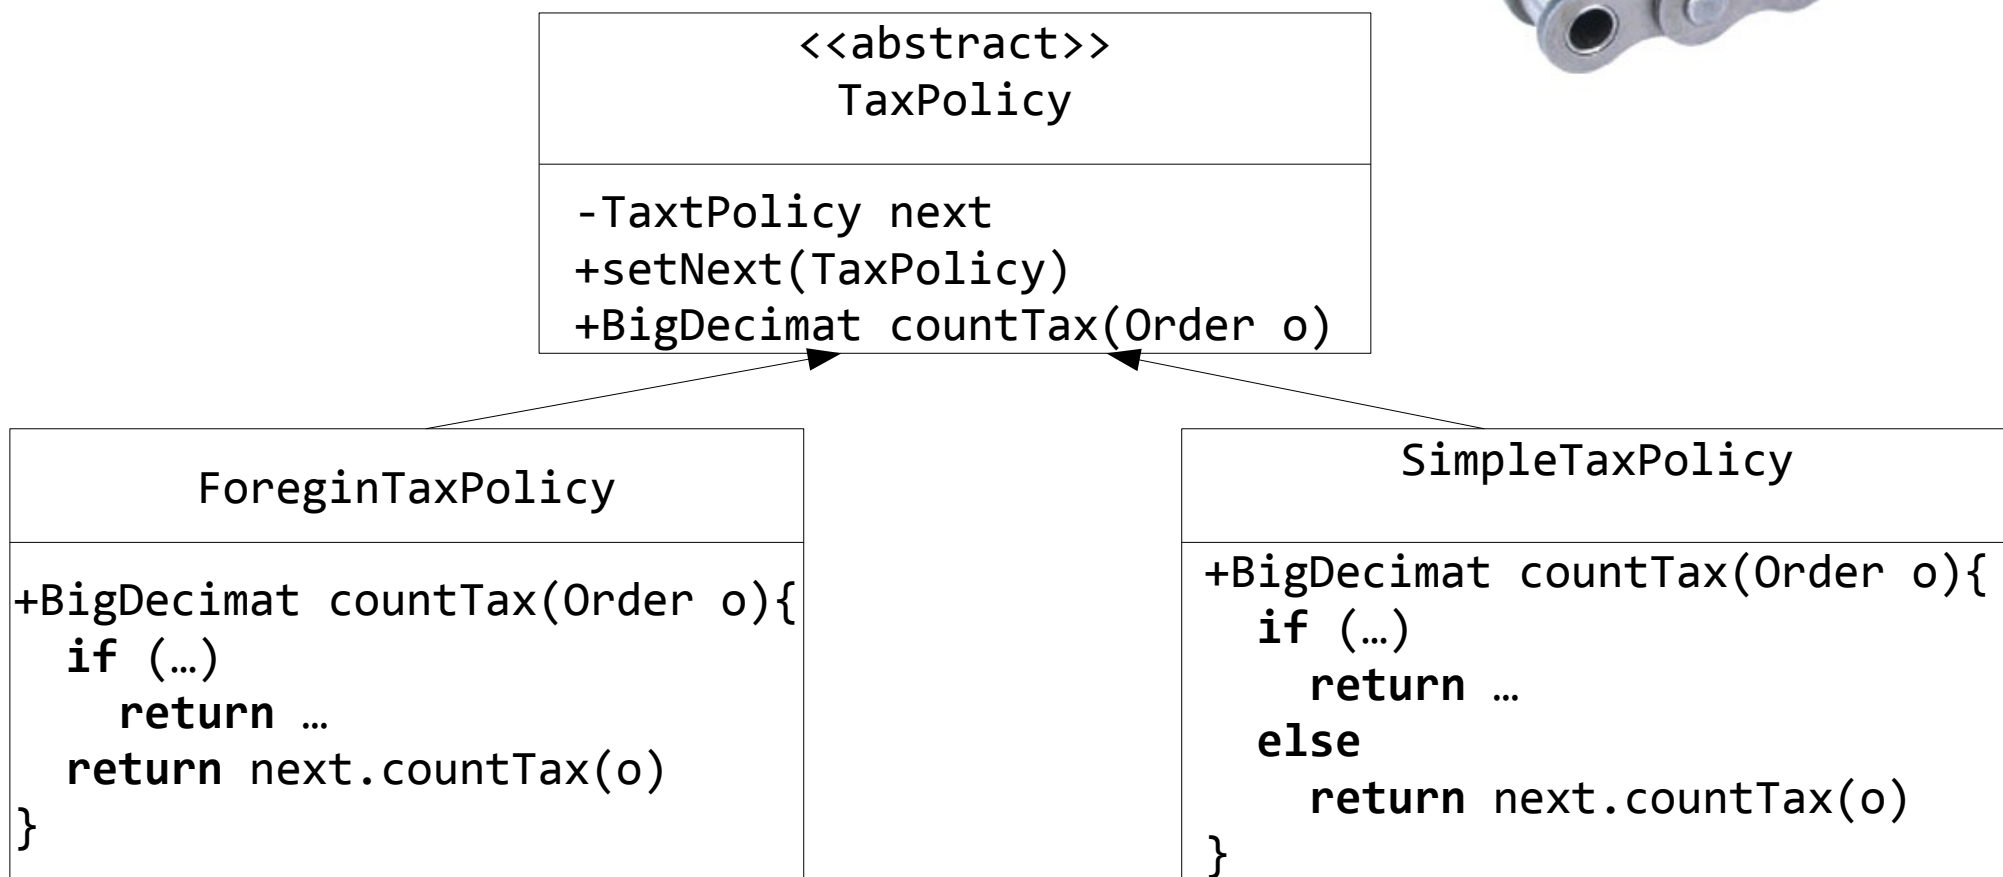 <<abstract>>
TaxPolicy
-TaxtPolicy next
+setNext(TaxPolicy)
+BigDecimat countTax(Order o)
ForeginTaxPolicy
+BigDecimat countTax(Order o){
if (…)
return …
return next.countTax(o)
}
SimpleTaxPolicy
+BigDecimat countTax(Order o){
if (…)
return …
else
return next.countTax(o)
}